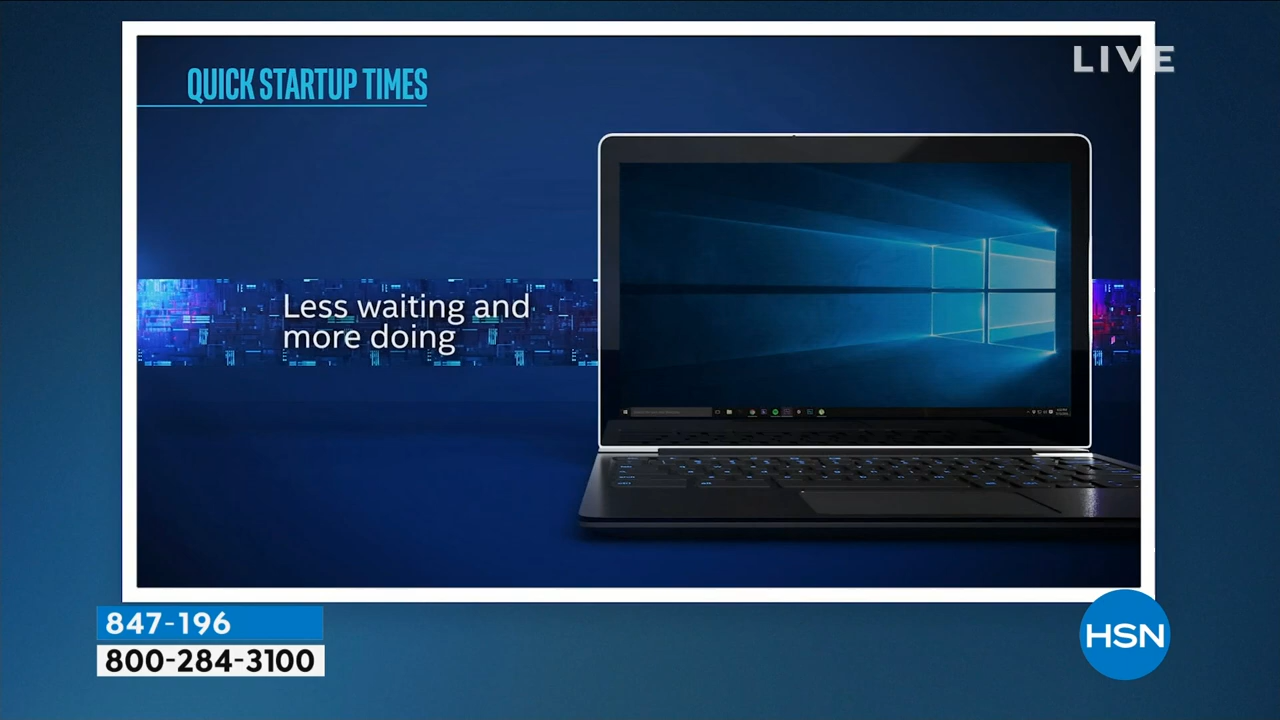 QUICK STARTUP TIMES
LIVE
Less waiting and
more doing
847-196
800-284-3100
HSN